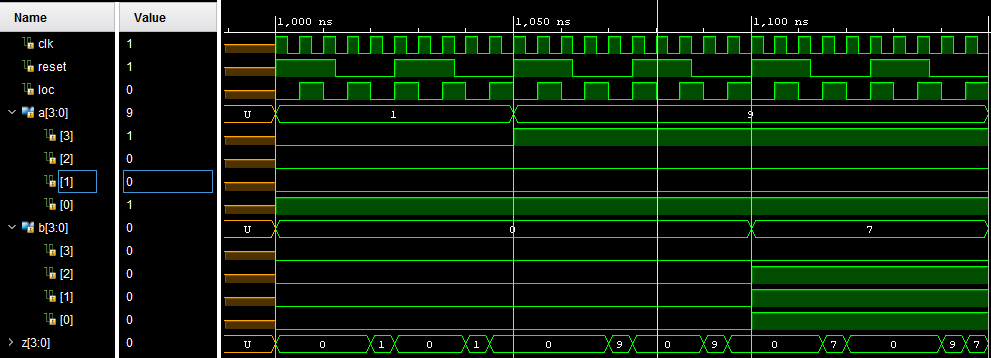 Name Value 1,000 ns 1,050 ns 1,100 ns
clk 1
reset 1
loc 0
a[3:0] 9 U 1 9
[3] 1
[2] 0
[1] 0
[0] 1
b[3:0] 0 U 0 7
[3] 0
[2] 0
[1] 0
[0] 0
z[3:0] 0 U 0 1 0 1 0 9 0 9 0 7 0 9 7